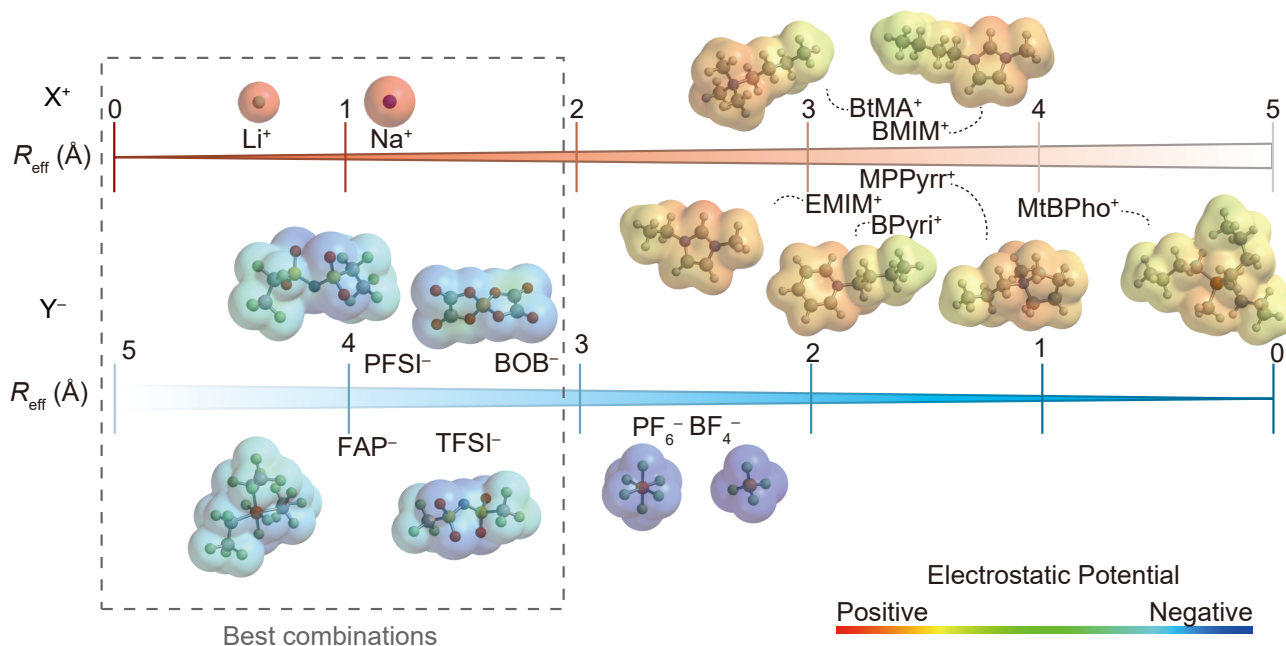 X⁺
0 1 2 3 4 5
Li⁺ Na⁺
BtMA⁺
BMIM⁺
R_eff (Å)
MPPyrr⁺
EMIM⁺
MtBPho⁺
BPyri⁺
Y⁻
5 4 3 2 1 0
PFSI⁻ BOB⁻
R_eff (Å)
FAP⁻ TFSI⁻
PF₆⁻ BF₄⁻
Electrostatic Potential
Positive Negative
Best combinations